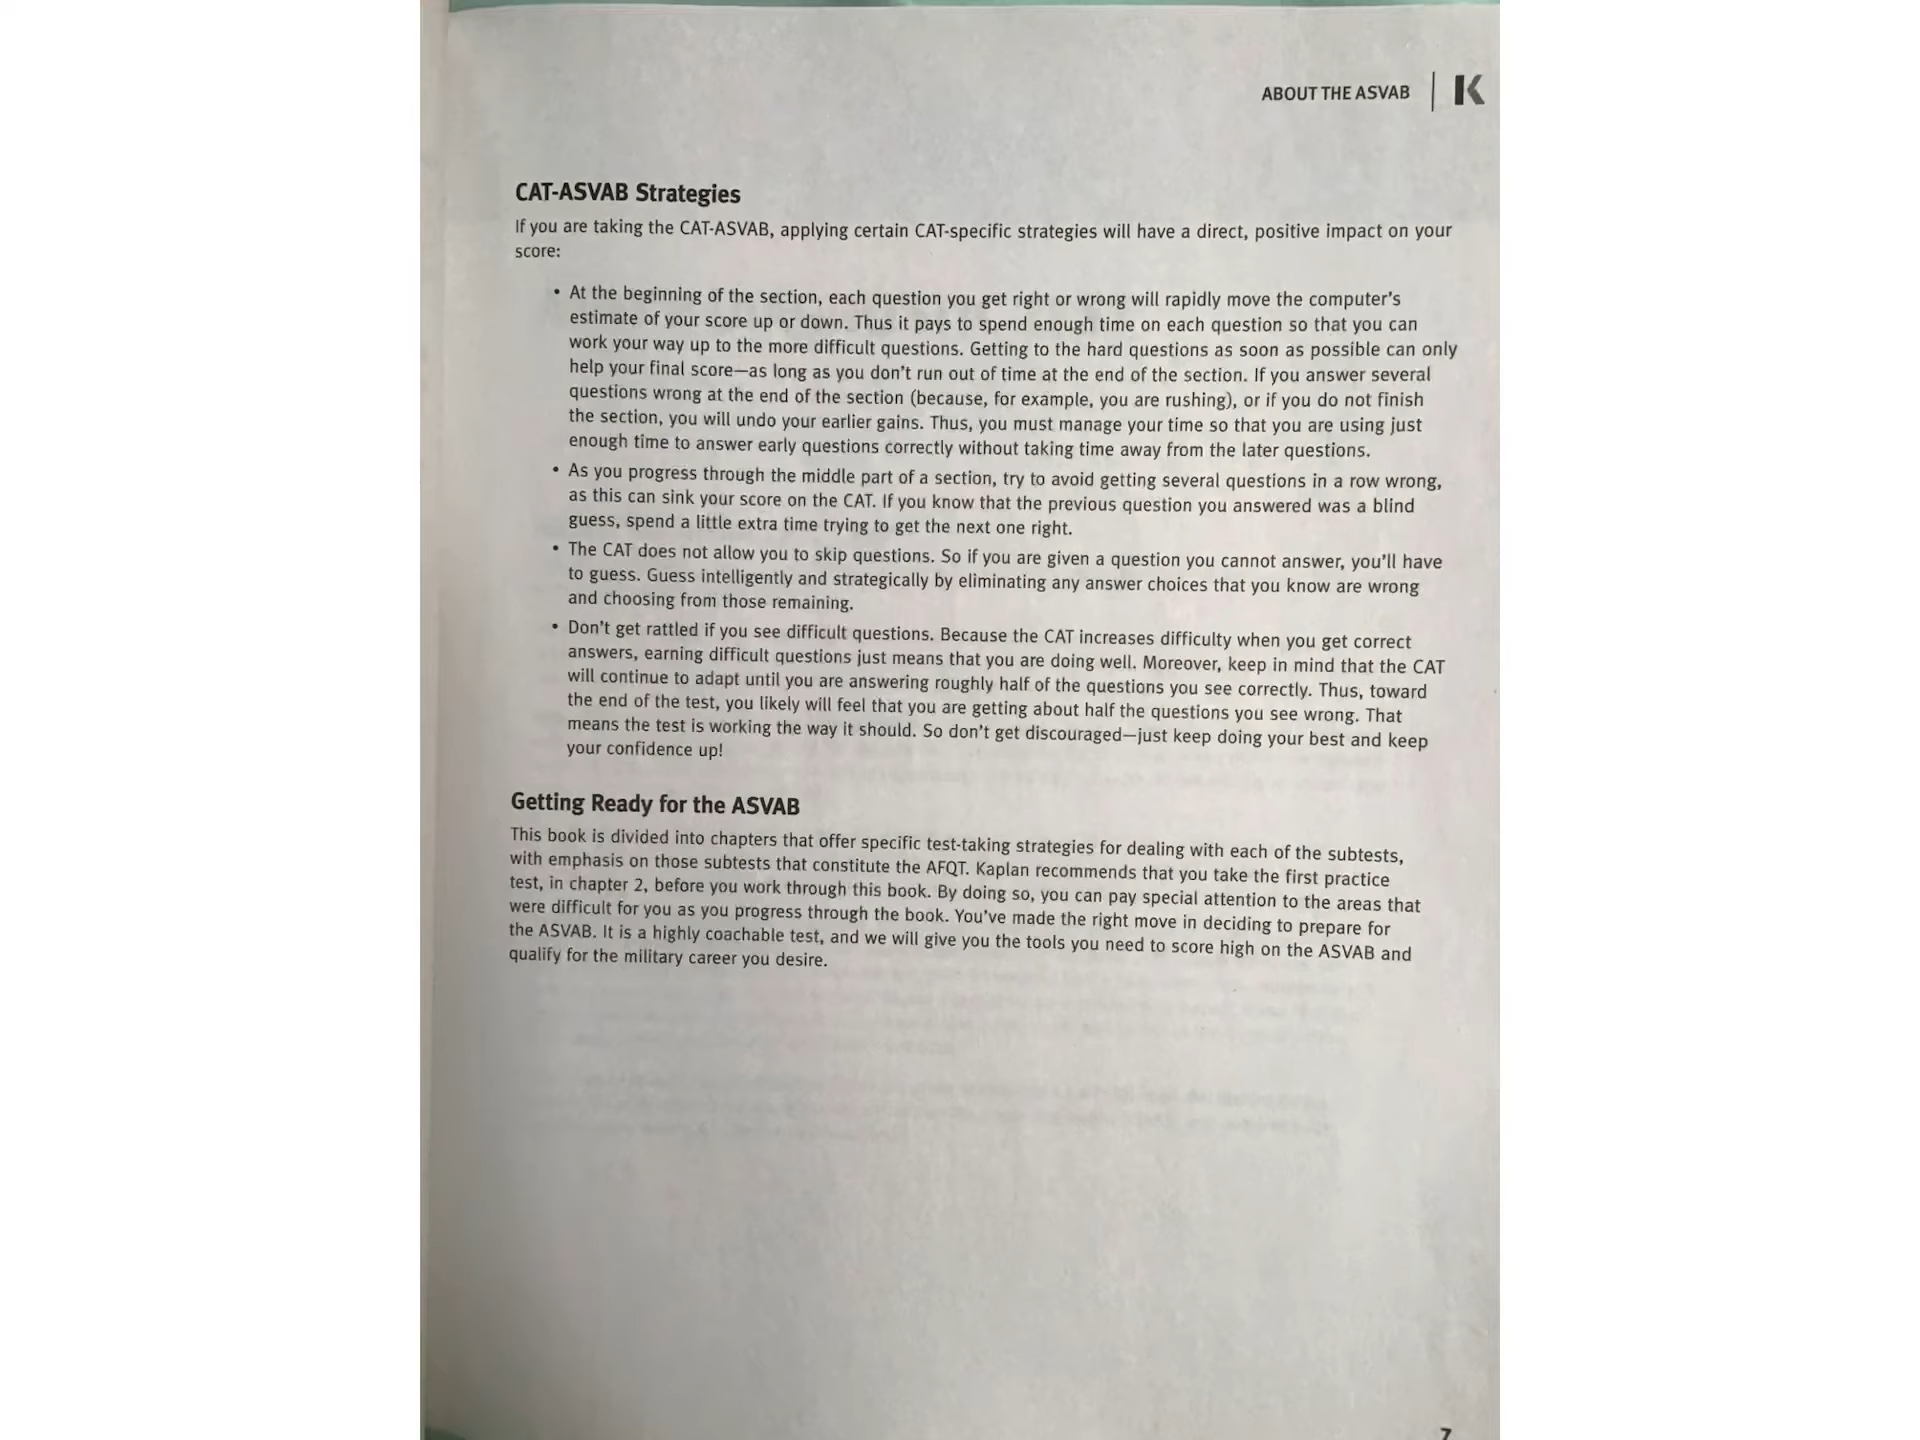 ABOUT THE ASVAB | K
CAT-ASVAB Strategies
If you are taking the CAT-ASVAB, applying certain CAT-specific strategies will have a direct, positive impact on your
score:
• At the beginning of the section, each question you get right or wrong will rapidly move the computer's
estimate of your score up or down. Thus it pays to spend enough time on each question so that you can
work your way up to the more difficult questions. Getting to the hard questions as soon as possible can only
help your final score—as long as you don't run out of time at the end of the section. If you answer several
questions wrong at the end of the section (because, for example, you are rushing), or if you do not finish
the section, you will undo your earlier gains. Thus, you must manage your time so that you are using just
enough time to answer early questions correctly without taking time away from the later questions.
• As you progress through the middle part of a section, try to avoid getting several questions in a row wrong,
as this can sink your score on the CAT. If you know that the previous question you answered was a blind
guess, spend a little extra time trying to get the next one right.
• The CAT does not allow you to skip questions. So if you are given a question you cannot answer, you'll have
to guess. Guess intelligently and strategically by eliminating any answer choices that you know are wrong
and choosing from those remaining.
• Don't get rattled if you see difficult questions. Because the CAT increases difficulty when you get correct
answers, earning difficult questions just means that you are doing well. Moreover, keep in mind that the CAT
will continue to adapt until you are answering roughly half of the questions you see correctly. Thus, toward
the end of the test, you likely will feel that you are getting about half the questions you see wrong. That
means the test is working the way it should. So don't get discouraged—just keep doing your best and keep
your confidence up!
Getting Ready for the ASVAB
This book is divided into chapters that offer specific test-taking strategies for dealing with each of the subtests,
with emphasis on those subtests that constitute the AFQT. Kaplan recommends that you take the first practice
test, in chapter 2, before you work through this book. By doing so, you can pay special attention to the areas that
were difficult for you as you progress through the book. You've made the right move in deciding to prepare for
the ASVAB. It is a highly coachable test, and we will give you the tools you need to score high on the ASVAB and
qualify for the military career you desire.
7